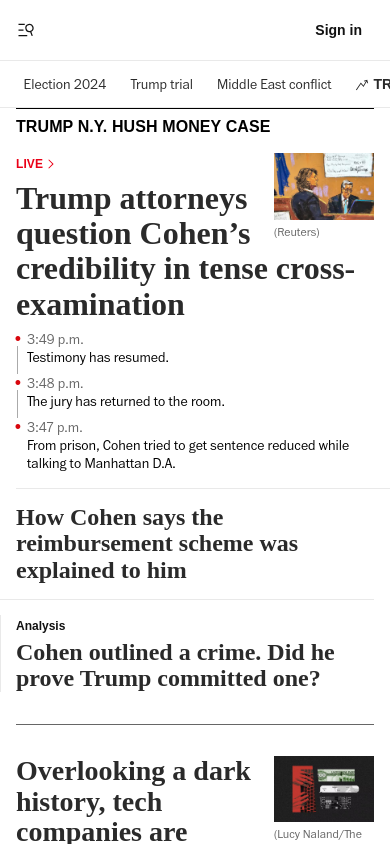 Sign in
Election 2024
Trump trial
Middle East conflict
TR
TRUMP N.Y. HUSH MONEY CASE
LIVE
Trump attorneys
question Cohen’s
credibility in tense cross-
examination
(Reuters)
3:49 p.m.
Testimony has resumed.
3:48 p.m.
The jury has returned to the room.
3:47 p.m.
From prison, Cohen tried to get sentence reduced while
talking to Manhattan D.A.
How Cohen says the
reimbursement scheme was
explained to him
Analysis
Cohen outlined a crime. Did he
prove Trump committed one?
Overlooking a dark
history, tech
companies are
(Lucy Naland/The